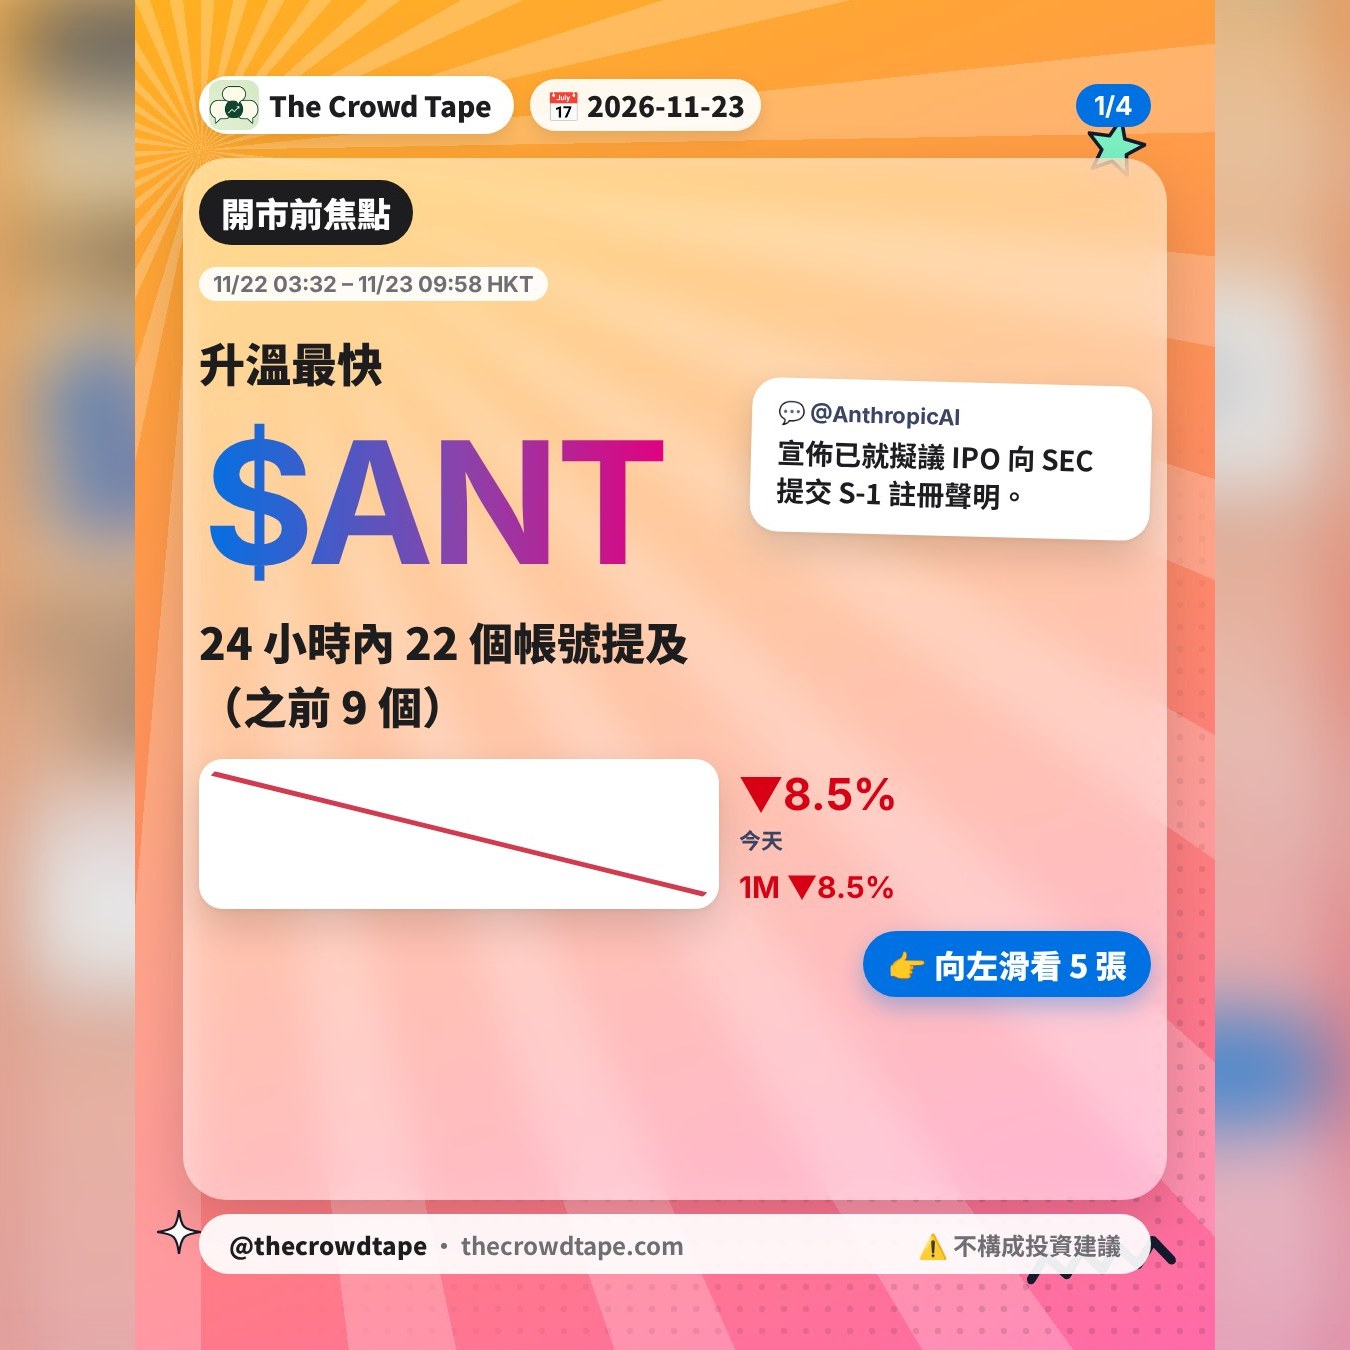 The Crowd Tape
July 17 2026-11-23
1/4
開市前焦點
11/22 03:32 – 11/23 09:58 HKT
升溫最快
$ANT
💬 @AnthropicAI
宣佈已就擬議 IPO 向 SEC
提交 S-1 註冊聲明。
24 小時內 22 個帳號提及
（之前 9 個）
▼8.5%
今天
1M ▼8.5%
👉 向左滑看 5 張
@thecrowdtape · thecrowdtape.com
⚠️ 不構成投資建議